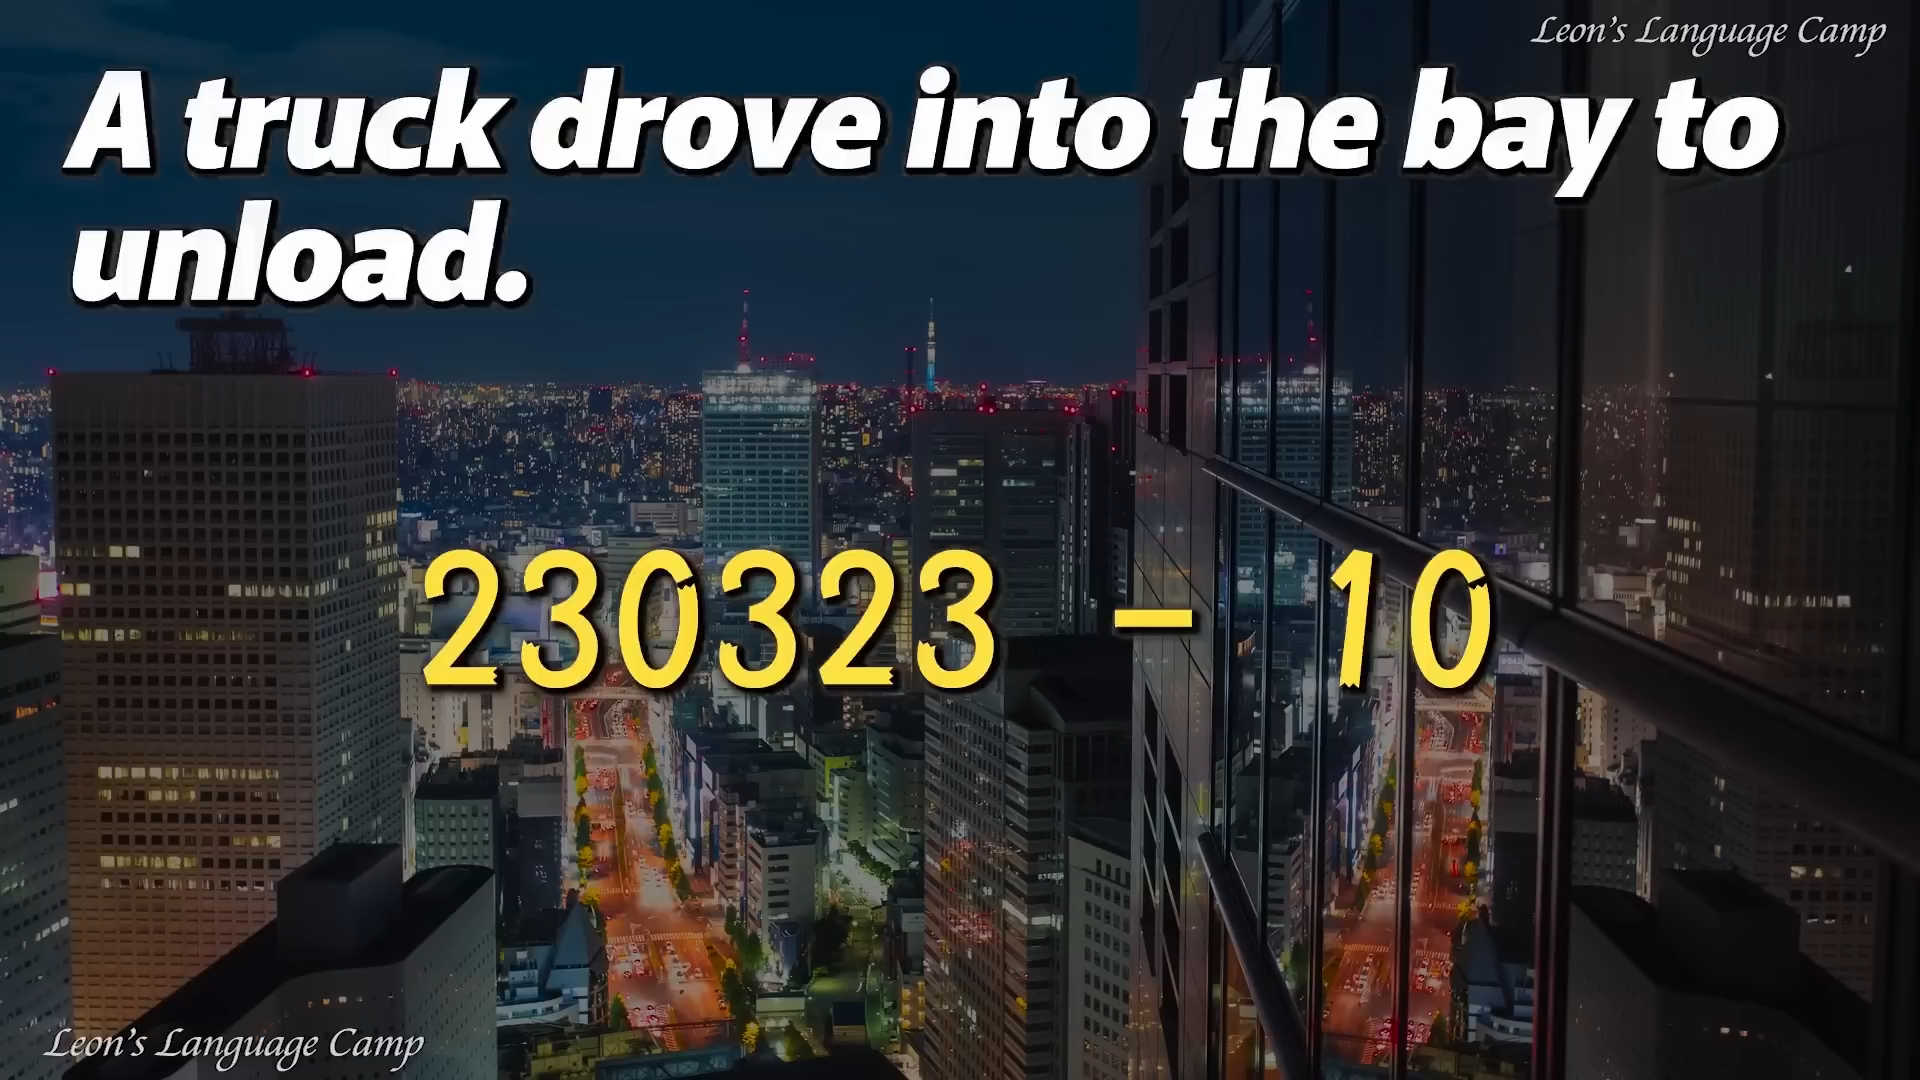 Leon's Language Camp
A truck drove into the bay to
unload.
230323 - 10
Leon's Language Camp